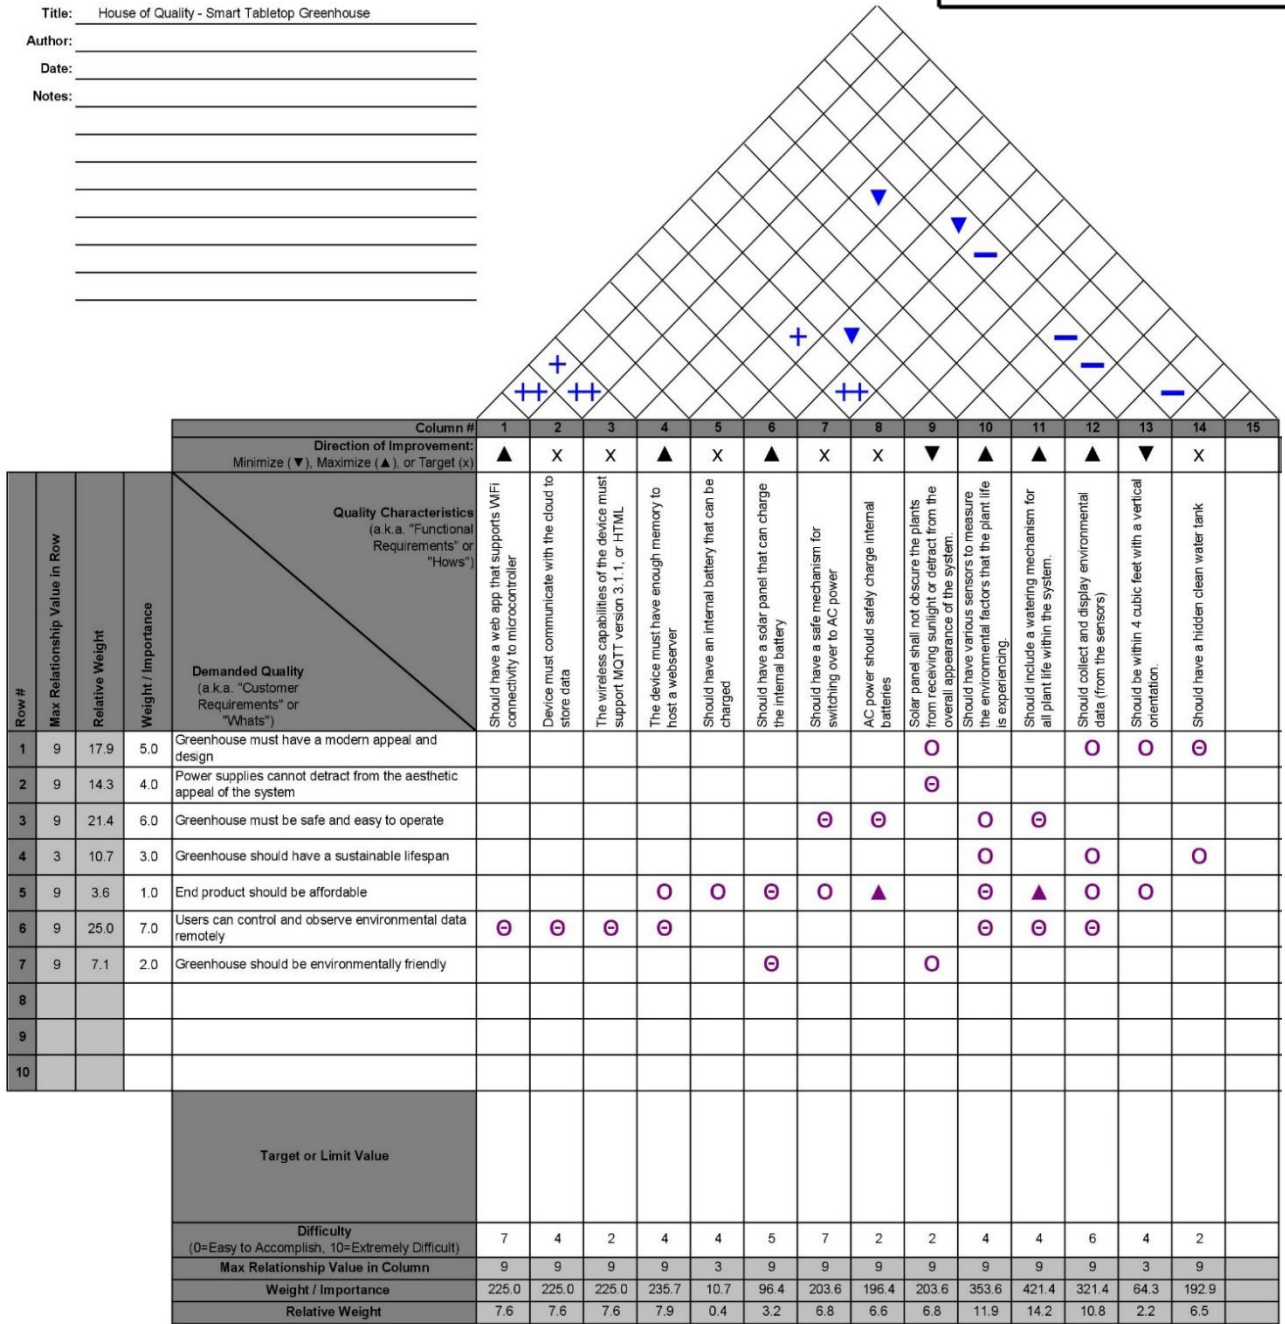 Title: House of Quality - Smart Tabletop Greenhouse
Author:
Date:
Notes:
▼
▼
—
+ ▼ —
+ —
++ ++ ++ —
Column # 1 2 3 4 5 6 7 8 9 10 11 12 13 14 15
Direction of Improvement:
Minimize (▼), Maximize (▲), or Target (x) ▲ X X ▲ X ▲ X X ▼ ▲ ▲ ▲ ▼ X
Row #
Max Relationship Value in Row
Relative Weight
Weight / Importance
Quality Characteristics
(a.k.a. "Functional
Requirements" or
"Hows")
Demanded Quality
(a.k.a. "Customer
Requirements" or
"Whats")
Should have a web app that supports WiFi
connectivity to microcontroller
Device must communicate with the cloud to
store data
The wireless capabilities of the device must
support MQTT version 3.1.1, or HTML
The device must have enough memory to
host a webserver
Should have an internal battery that can be
charged
Should have a solar panel that can charge
the internal battery
Should have a safe mechanism for
switching over to AC power
AC power should safely charge internal
batteries
Solar panel shall not obscure the plants
from receiving sunlight or detract from the
overall appearance of the system.
Should have various sensors to measure
the environmental factors that the plant life
is experiencing.
Should include a watering mechanism for
all plant life within the system.
Should collect and display environmental
data (from the sensors)
Should be within 4 cubic feet with a vertical
orientation.
Should have a hidden clean water tank
1 9 17.9 5.0 Greenhouse must have a modern appeal and
design O O O Θ
2 9 14.3 4.0 Power supplies cannot detract from the aesthetic
appeal of the system Θ
3 9 21.4 6.0 Greenhouse must be safe and easy to operate Θ Θ O Θ
4 3 10.7 3.0 Greenhouse should have a sustainable lifespan O O O
5 9 3.6 1.0 End product should be affordable O O Θ O ▲ Θ ▲ O O
6 9 25.0 7.0 Users can control and observe environmental data
remotely Θ Θ Θ Θ Θ Θ Θ
7 9 7.1 2.0 Greenhouse should be environmentally friendly Θ O
8
9
10
Target or Limit Value
Difficulty
(0=Easy to Accomplish, 10=Extremely Difficult) 7 4 2 4 4 5 7 2 2 4 4 6 4 2
Max Relationship Value in Column 9 9 9 9 3 9 9 9 9 9 9 9 3 9
Weight / Importance 225.0 225.0 225.0 235.7 10.7 96.4 203.6 196.4 203.6 353.6 421.4 321.4 64.3 192.9
Relative Weight 7.6 7.6 7.6 7.9 0.4 3.2 6.8 6.6 6.8 11.9 14.2 10.8 2.2 6.5